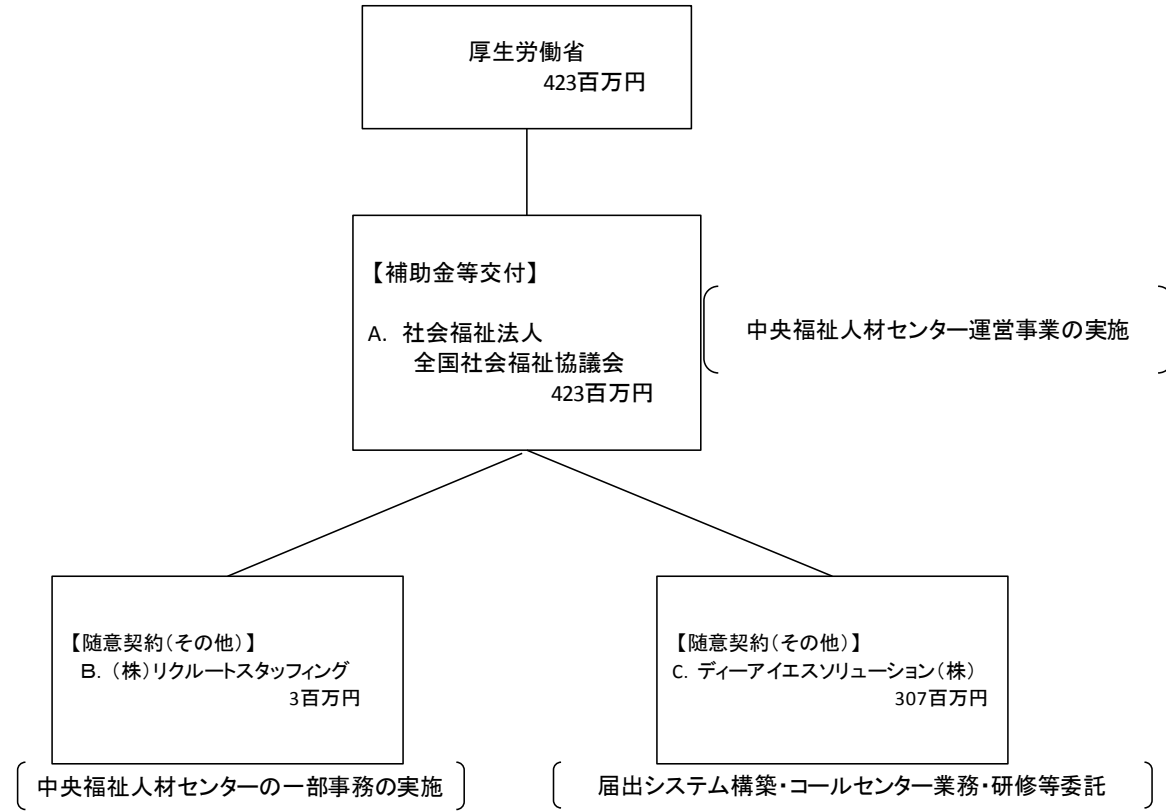 厚生労働省
423百万円
【補助金等交付】
A. 社会福祉法人
全国社会福祉協議会
423百万円
中央福祉人材センター運営事業の実施
【随意契約(その他)】
B. (株)リクルートスタッフィング
3百万円
中央福祉人材センターの一部事務の実施
【随意契約(その他)】
C. ディーアイエスソリューション(株)
307百万円
届出システム構築・コールセンター業務・研修等委託